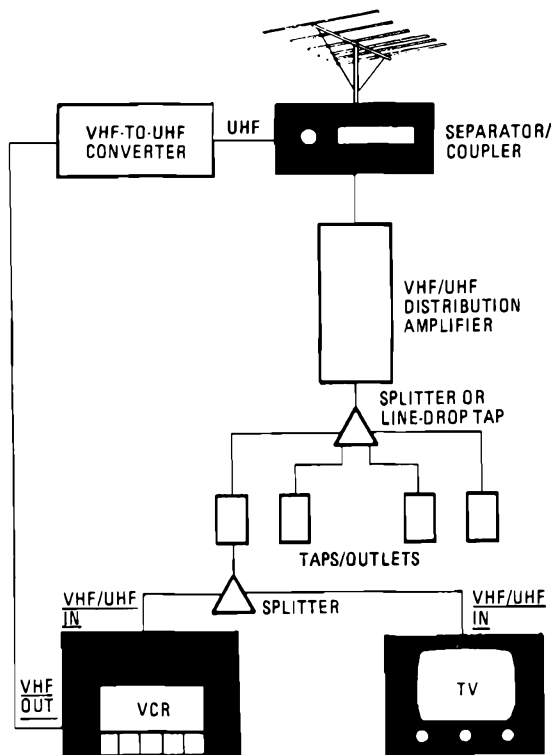 VHF-TO-UHF
CONVERTER
UHF
SEPARATOR/
COUPLER
VHF/UHF
DISTRIBUTION
AMPLIFIER
SPLITTER OR
LINE-DROP TAP
TAPS/OUTLETS
VHF/UHF
IN
SPLITTER
VHF/UHF
IN
VHF
OUT
VCR
TV